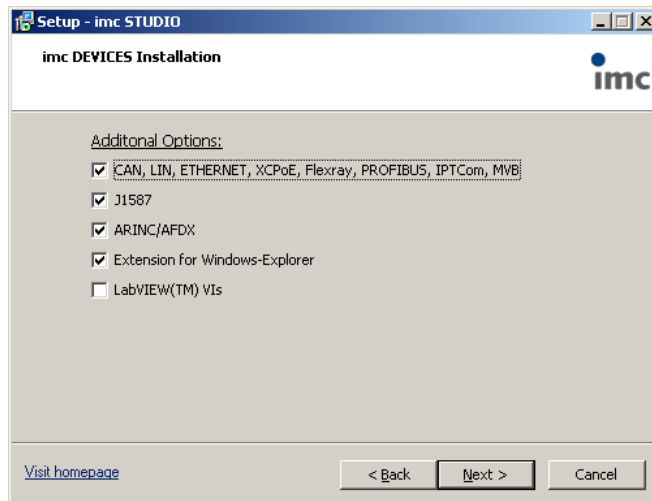 Setup - imc STUDIO
imc DEVICES Installation
imc
Additonal Options:
CAN, LIN, ETHERNET, XCPoE, Flexray, PROFIBUS, IPTCom, MVB
J1587
ARINC/AFDX
Extension for Windows-Explorer
LabVIEW(TM) VIs
Visit homepage
< Back
Next >
Cancel